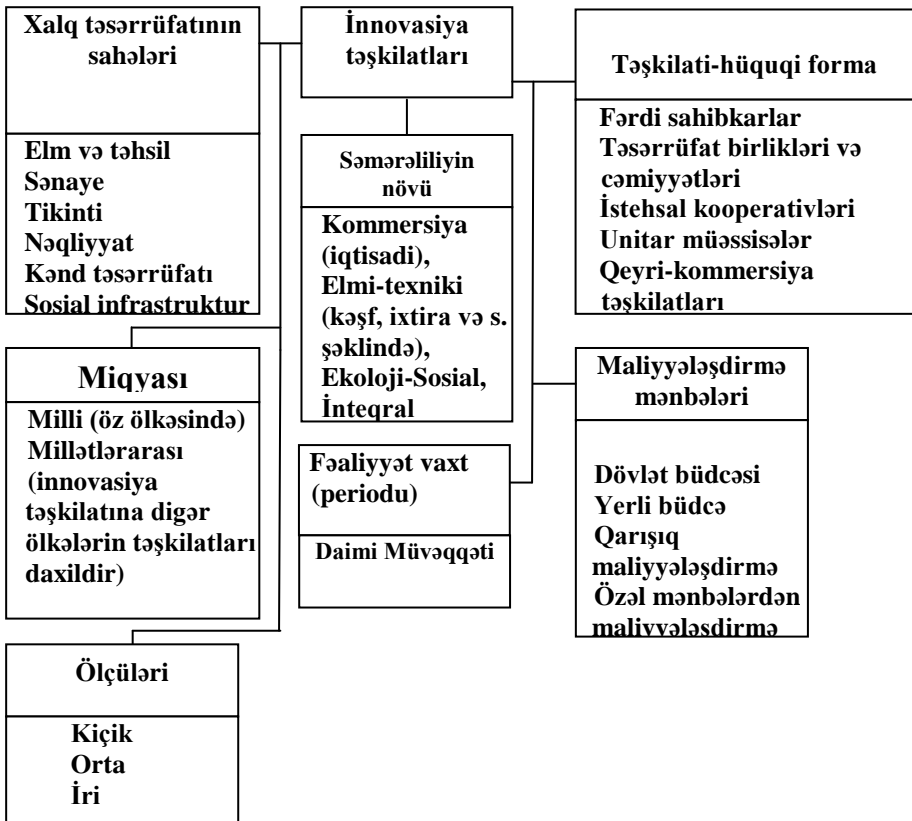 Xalq təsərrüfatının
sahələri
Elm və təhsil
Sənaye
Tikinti
Nəqliyyat
Kənd təsərrüfatı
Sosial infrastruktur
İnnovasiya
təşkilatları
Təşkilati-hüquqi forma
Fərdi sahibkarlar
Təsərrüfat birlikləri və
cəmiyyətləri
İstehsal kooperativləri
Unitar müəssisələr
Qeyri-kommersiya
təşkilatları
Səmərəliliyin
növü
Kommersiya
(iqtisadi),
Elmi-texniki
(kəşf, ixtira və s.
şəklində),
Ekoloji-Sosial,
İnteqral
Miqyası
Milli (öz ölkəsində)
Millətlərarası
(innovasiya
təşkilatına digər
ölkələrin təşkilatları
daxildir)
Fəaliyyət vaxt
(periodu)
Daimi Müvəqqəti
Maliyyələşdirmə
mənbələri
Dövlət büdcəsi
Yerli büdcə
Qarışıq
maliyyələşdirmə
Özəl mənbələrdən
maliyyələşdirmə
Ölçüləri
Kiçik
Orta
İri